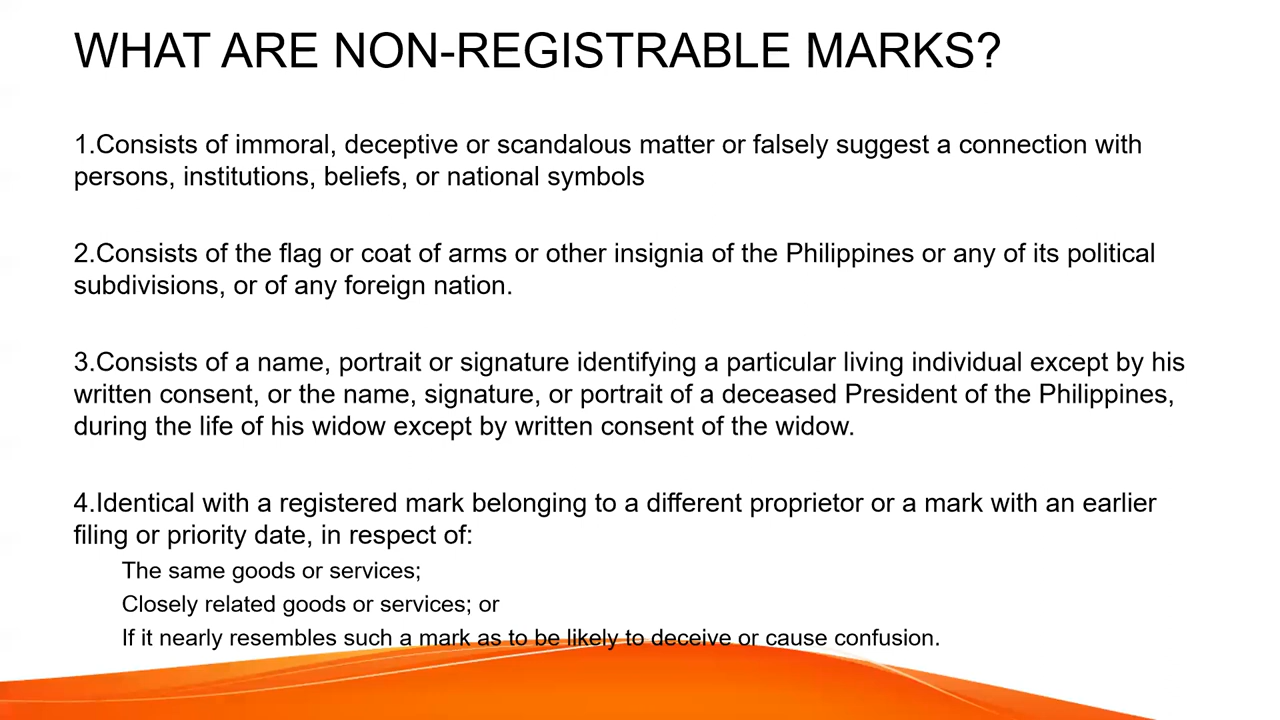 WHAT ARE NON-REGISTRABLE MARKS?
1.Consists of immoral, deceptive or scandalous matter or falsely suggest a connection with
persons, institutions, beliefs, or national symbols
2.Consists of the flag or coat of arms or other insignia of the Philippines or any of its political
subdivisions, or of any foreign nation.
3.Consists of a name, portrait or signature identifying a particular living individual except by his
written consent, or the name, signature, or portrait of a deceased President of the Philippines,
during the life of his widow except by written consent of the widow.
4.Identical with a registered mark belonging to a different proprietor or a mark with an earlier
filing or priority date, in respect of:
The same goods or services;
Closely related goods or services; or
If it nearly resembles such a mark as to be likely to deceive or cause confusion.